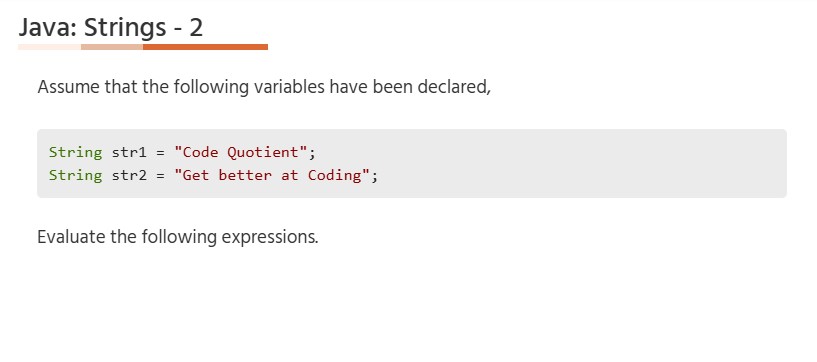 Java: Strings - 2
Assume that the following variables have been declared,
String str1 = "Code Quotient";
String str2 = "Get better at Coding";
Evaluate the following expressions.